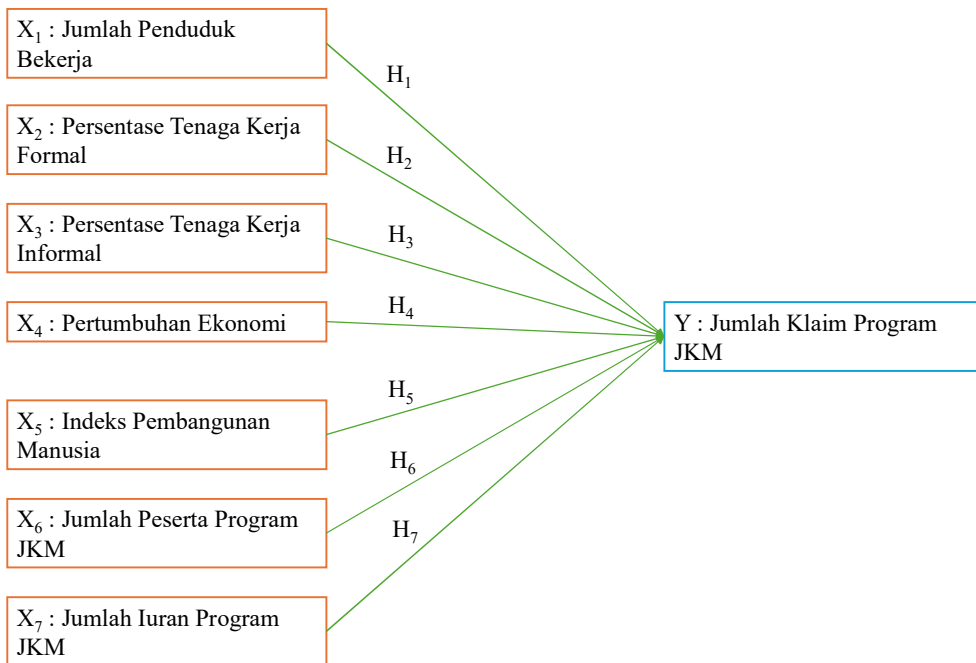 X₁ : Jumlah Penduduk
Bekerja
H₁
X₂ : Persentase Tenaga Kerja
Formal
H₂
X₃ : Persentase Tenaga Kerja
Informal
H₃
X₄ : Pertumbuhan Ekonomi
H₄
Y : Jumlah Klaim Program
JKM
X₅ : Indeks Pembangunan
Manusia
H₅
X₆ : Jumlah Peserta Program
JKM
H₆
X₇ : Jumlah Iuran Program
JKM
H₇